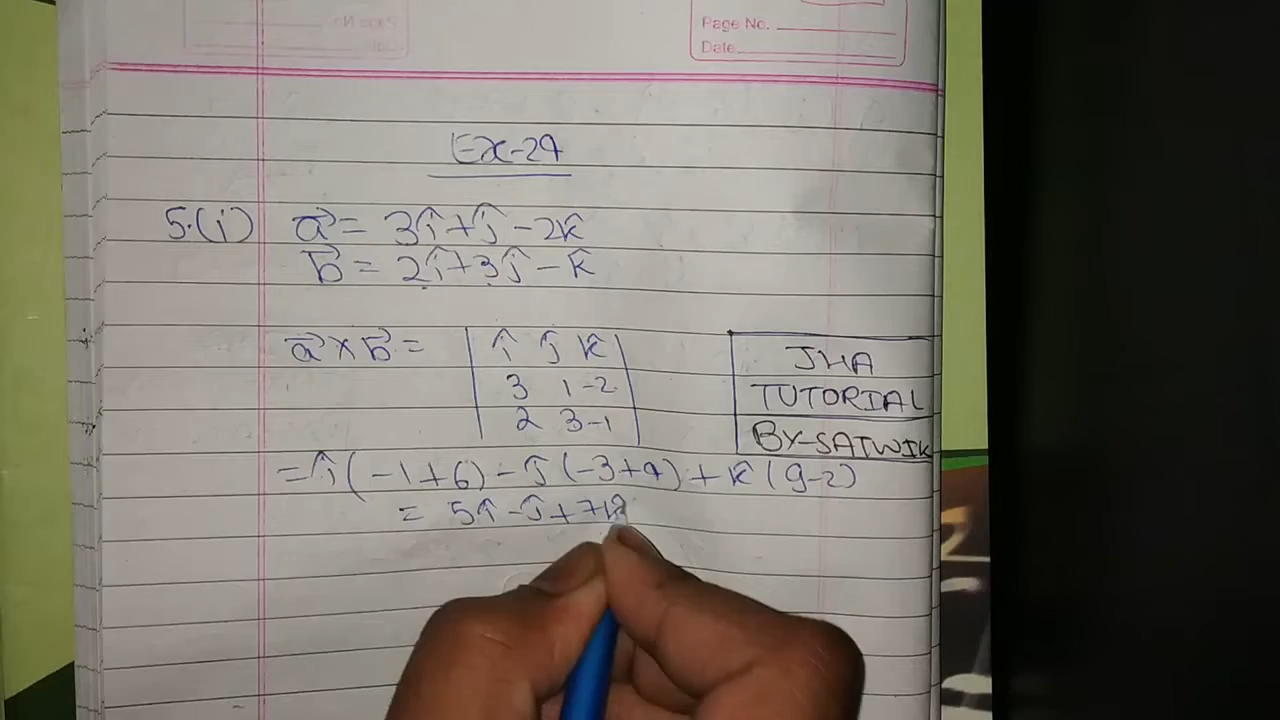 Page No.
Date
Ex-24
5.(i) a⃗ = 3î+ĵ-2k̂
b⃗ = 2î+3ĵ-k̂
a⃗ × b⃗ = | î ĵ k̂ |
3 1 -2
2 3 -1
= î(-1+6) - ĵ(-3+4) + k̂(9-2)
= 5î-ĵ+7k̂
JHA
TUTORIAL
BY-SATWIK